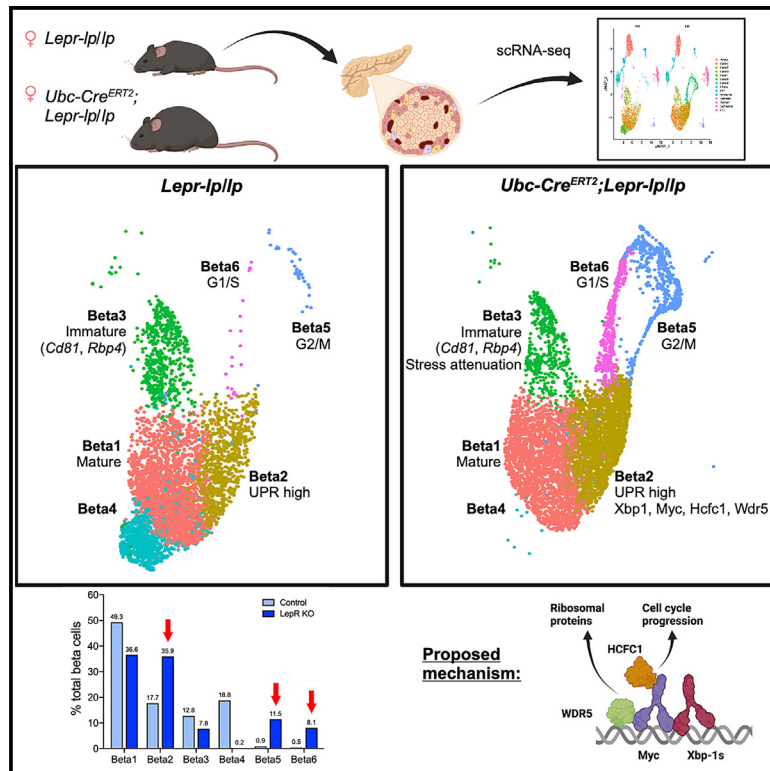 ♀ Lepr-lp/lp
♀ Ubc-Cre^ERT2;
Lepr-lp/lp
scRNA-seq
Lepr-lp/lp
Beta6
G1/S
Beta3
Immature
(Cd81, Rbp4)
Beta5
G2/M
Beta1
Mature
Beta2
UPR high
Beta4
Ubc-Cre^ERT2;Lepr-lp/lp
Beta6
G1/S
Beta3
Immature
(Cd81, Rbp4)
Stress attenuation
Beta5
G2/M
Beta1
Mature
Beta2
UPR high
Xbp1, Myc, Hcfc1, Wdr5
Beta4
% total beta cells
60
50
40
30
20
10
0
Control
LepR KO
49.3
36.6
17.7
35.9
12.8
7.8
18.8
0.2
0.9
11.5
0.5
8.1
Beta1 Beta2 Beta3 Beta4 Beta5 Beta6
Proposed
mechanism:
Ribosomal
proteins
Cell cycle
progression
HCFC1
WDR5
Myc
Xbp-1s